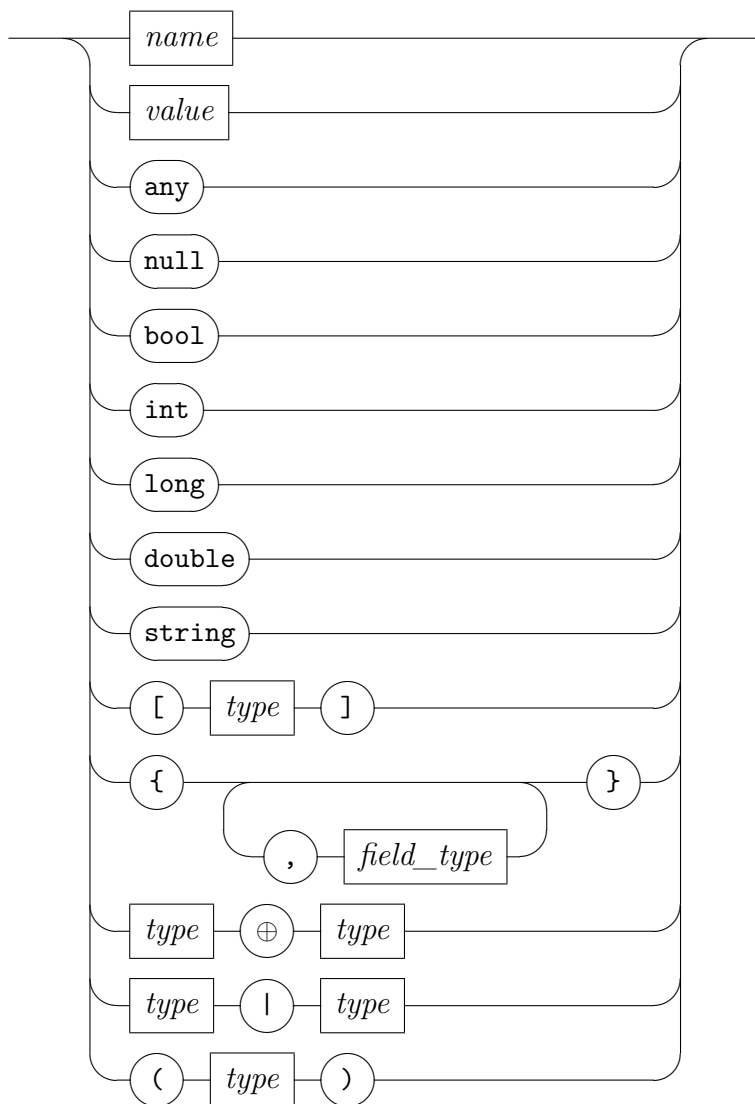 name
value
any
null
bool
int
long
double
string
[ type ]
{ }
, field_type
type ⊕ type
type | type
( type )